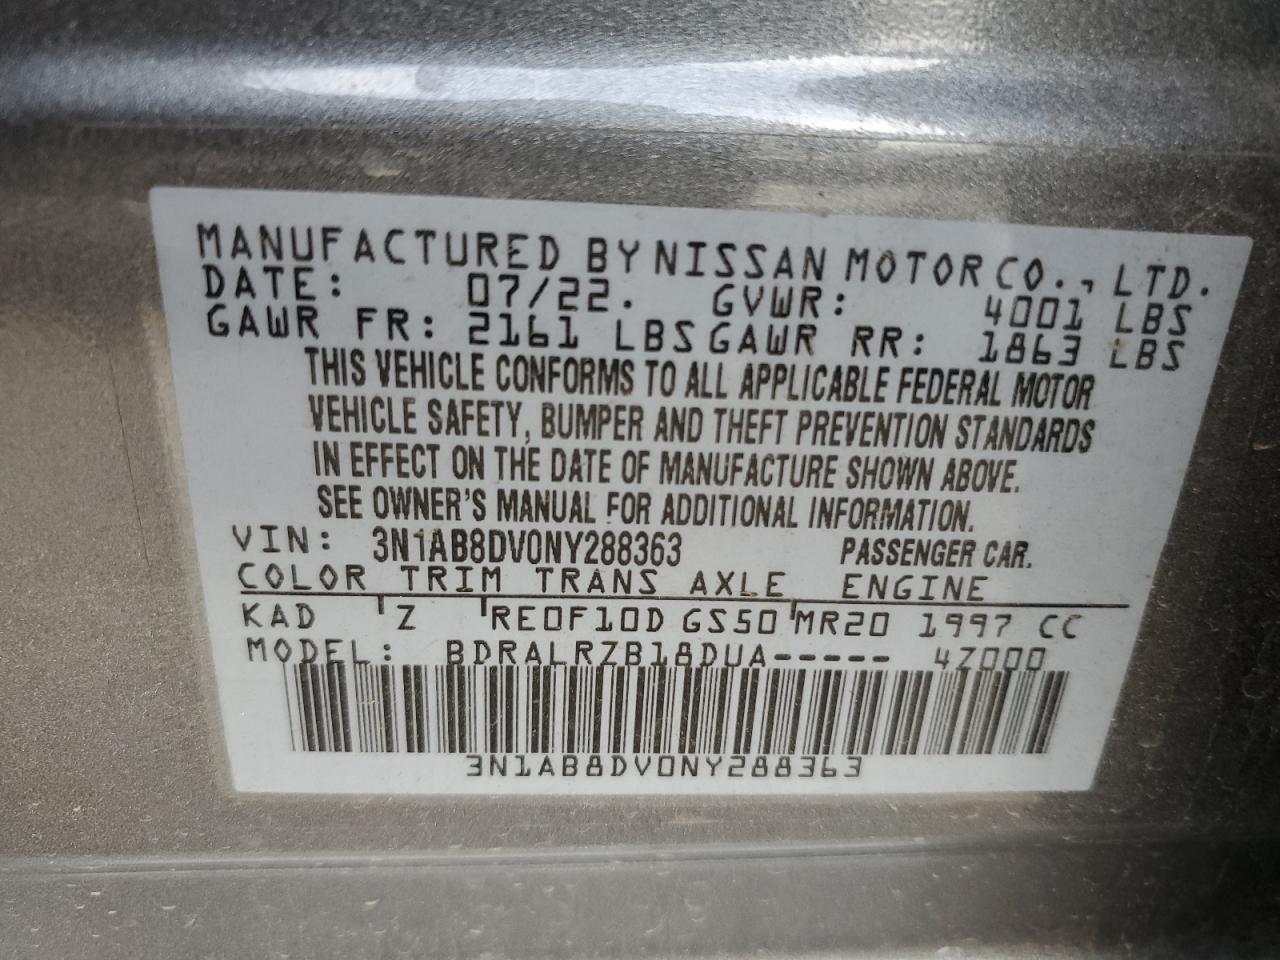 MANUFACTURED BY NISSAN MOTOR CO., LTD.
DATE: 07/22. GVWR: 4001 LBS
GAWR FR: 2161 LBS GAWR RR: 1863 LBS
THIS VEHICLE CONFORMS TO ALL APPLICABLE FEDERAL MOTOR
VEHICLE SAFETY, BUMPER AND THEFT PREVENTION STANDARDS
IN EFFECT ON THE DATE OF MANUFACTURE SHOWN ABOVE.
SEE OWNER'S MANUAL FOR ADDITIONAL INFORMATION.
VIN: 3N1AB8DV0NY288363 PASSENGER CAR.
COLOR TRIM TRANS AXLE ENGINE
KAD Z RE0F10D GS50 MR20 1997 CC
MODEL: BDRALRZB18DUA----- 4Z000
3N1AB8DV0NY288363